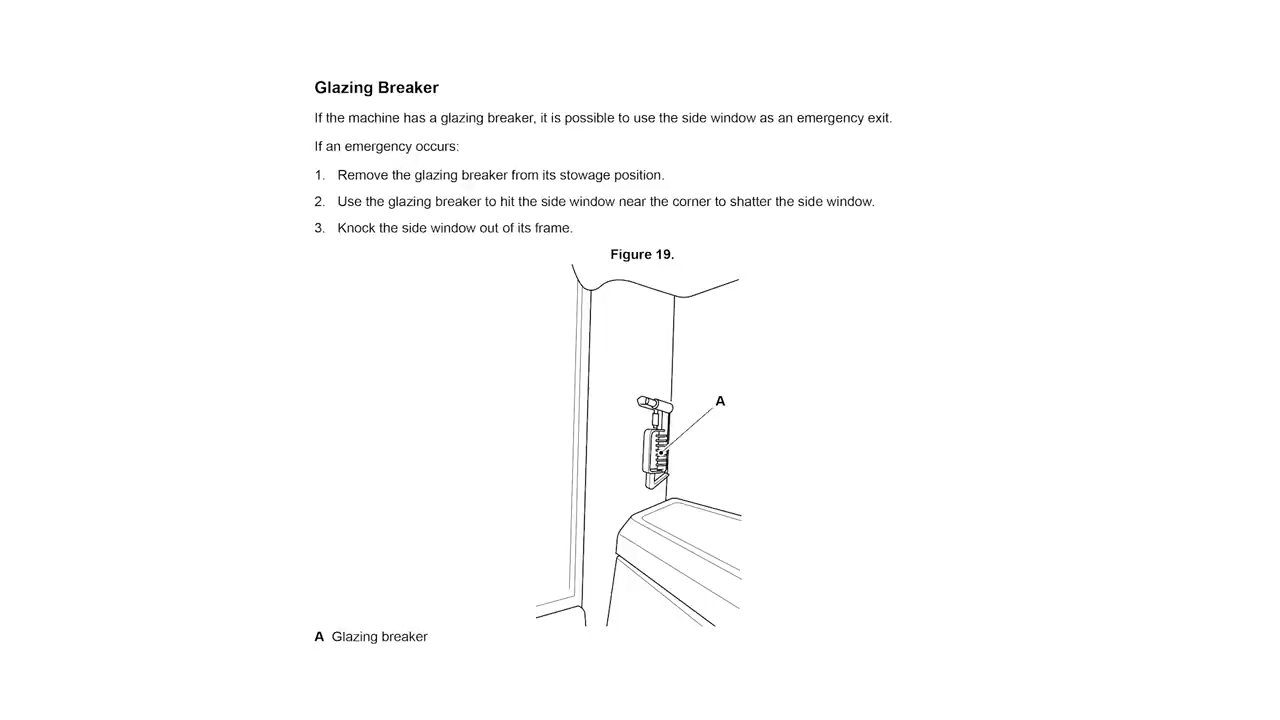 Glazing Breaker
If the machine has a glazing breaker, it is possible to use the side window as an emergency exit.
If an emergency occurs:
1. Remove the glazing breaker from its stowage position.
2. Use the glazing breaker to hit the side window near the corner to shatter the side window.
3. Knock the side window out of its frame.
Figure 19.
A
A Glazing breaker